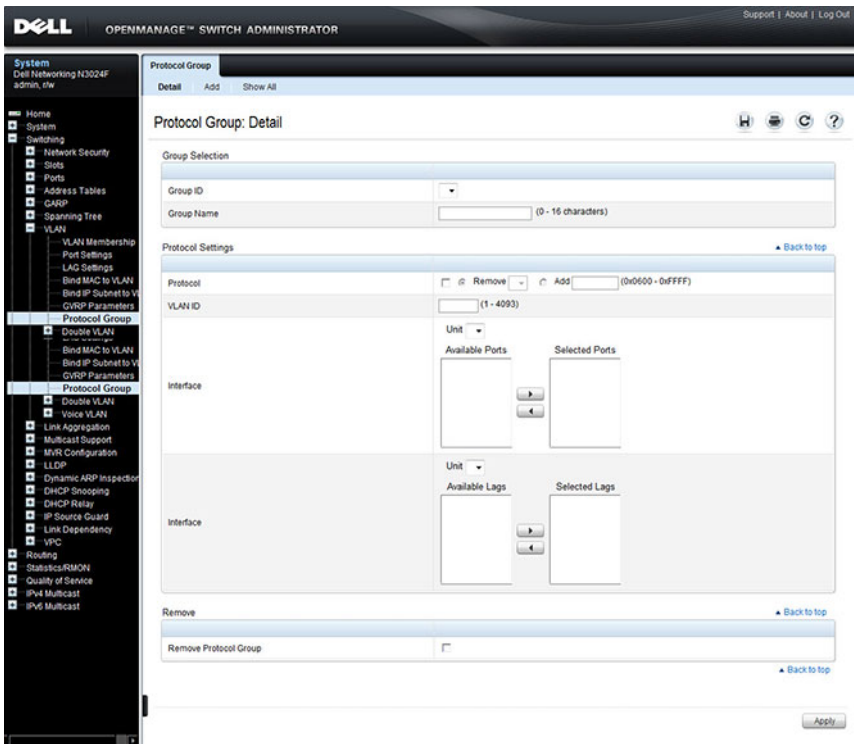 Support | About | Log Out
DELL
OPENMANAGE™ SWITCH ADMINISTRATOR
System
Dell Networking N3024F
admin, r/w
Home
System
Switching
Network Security
Slots
Ports
Address Tables
GARP
Spanning Tree
VLAN
VLAN Membership
Port Settings
LAG Settings
Bind MAC to VLAN
Bind IP Subnet to Vl
GVRP Parameters
Protocol Group
Double VLAN
Bind MAC to VLAN
Bind IP Subnet to Vl
GVRP Parameters
Protocol Group
Double VLAN
Voice VLAN
Link Aggregation
Multicast Support
MVR Configuration
LLDP
Dynamic ARP Inspection
DHCP Snooping
DHCP Relay
IP Source Guard
Link Dependency
VPC
Routing
Statistics/RMON
Quality of Service
IPv4 Multicast
IPv6 Multicast
Protocol Group
Detail Add Show All
Protocol Group: Detail
Group Selection
Group ID
Group Name (0 - 16 characters)
Protocol Settings Back to top
Protocol Remove Add (0x0600 - 0xFFFF)
VLAN ID (1 - 4093)
Unit
Available Ports Selected Ports
Interface
Unit
Available Lags Selected Lags
Interface
Remove Back to top
Remove Protocol Group
Back to top
Apply